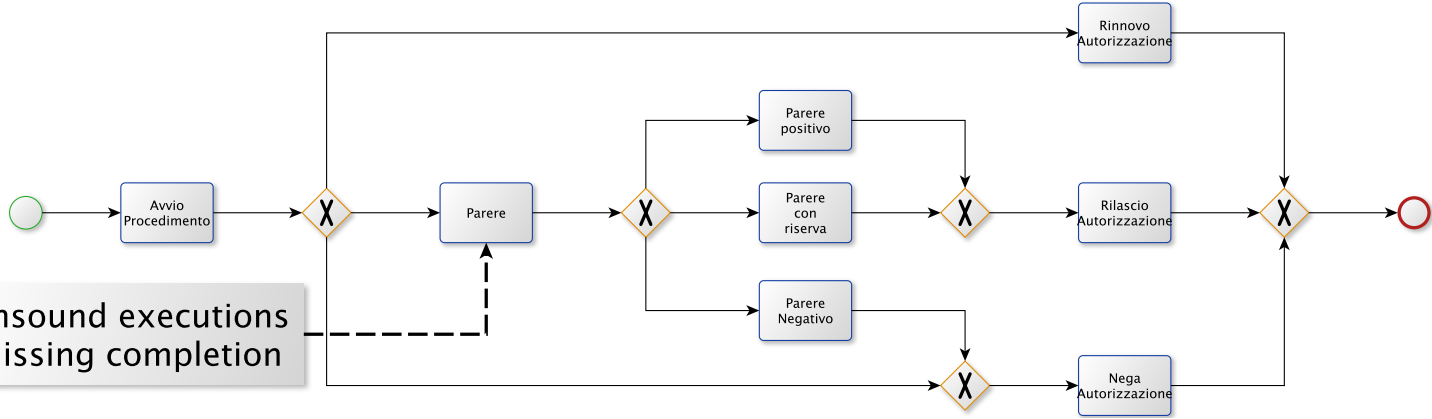 Rinnovo
Autorizzazione
Parere
positivo
Avvio
Procedimento
X
Parere
X
Parere
con
riserva
X
Rilascio
Autorizzazione
X
nsound executions
issing completion
Parere
Negativo
X
Nega
Autorizzazione